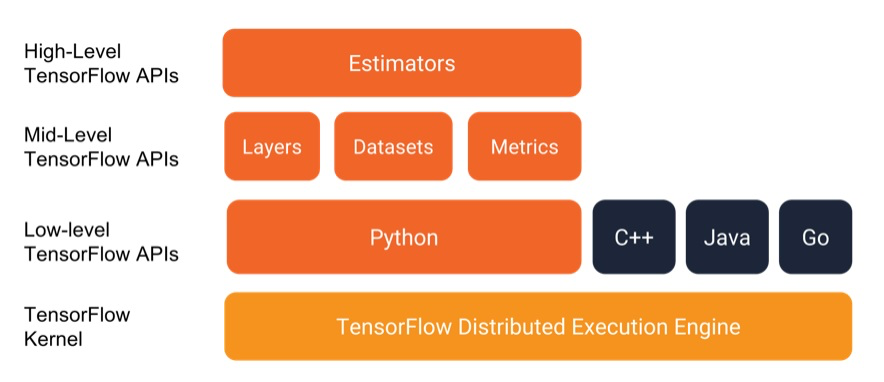 High-Level
TensorFlow APIs
Estimators
Mid-Level
TensorFlow APIs
Layers
Datasets
Metrics
Low-level
TensorFlow APIs
Python
C++
Java
Go
TensorFlow
Kernel
TensorFlow Distributed Execution Engine